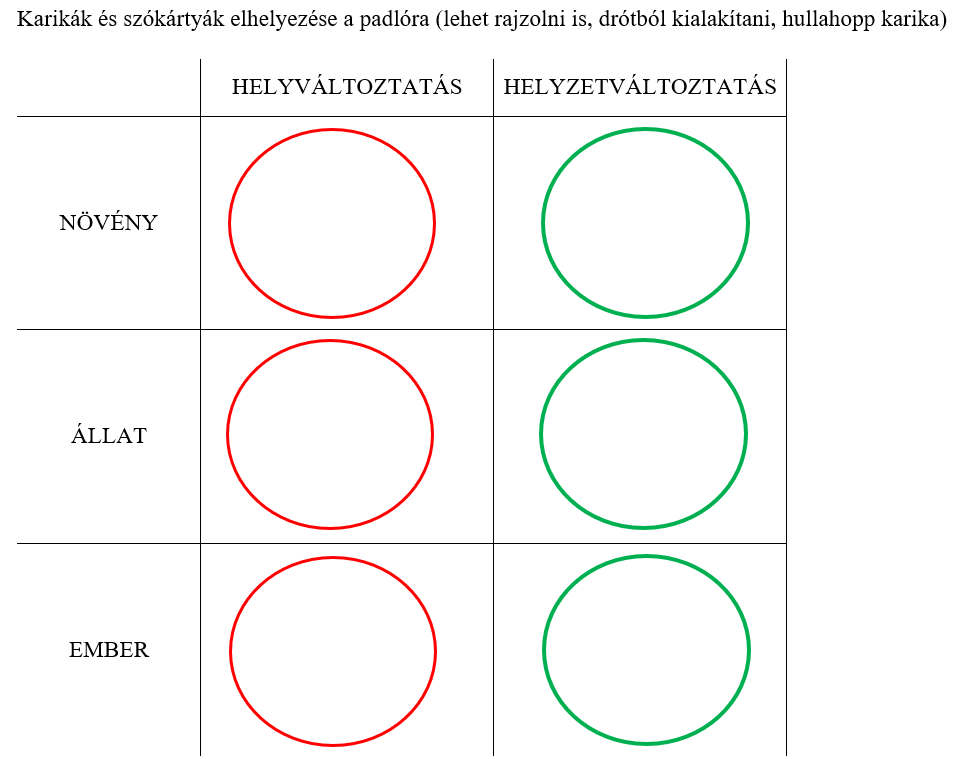 Karikák és szókártyák elhelyezése a padlóra (lehet rajzolni is, drótból kialakítani, hullahopp karika)
HELYVÁLTOZTATÁS HELYZETVÁLTOZTATÁS
NÖVÉNY
ÁLLAT
EMBER